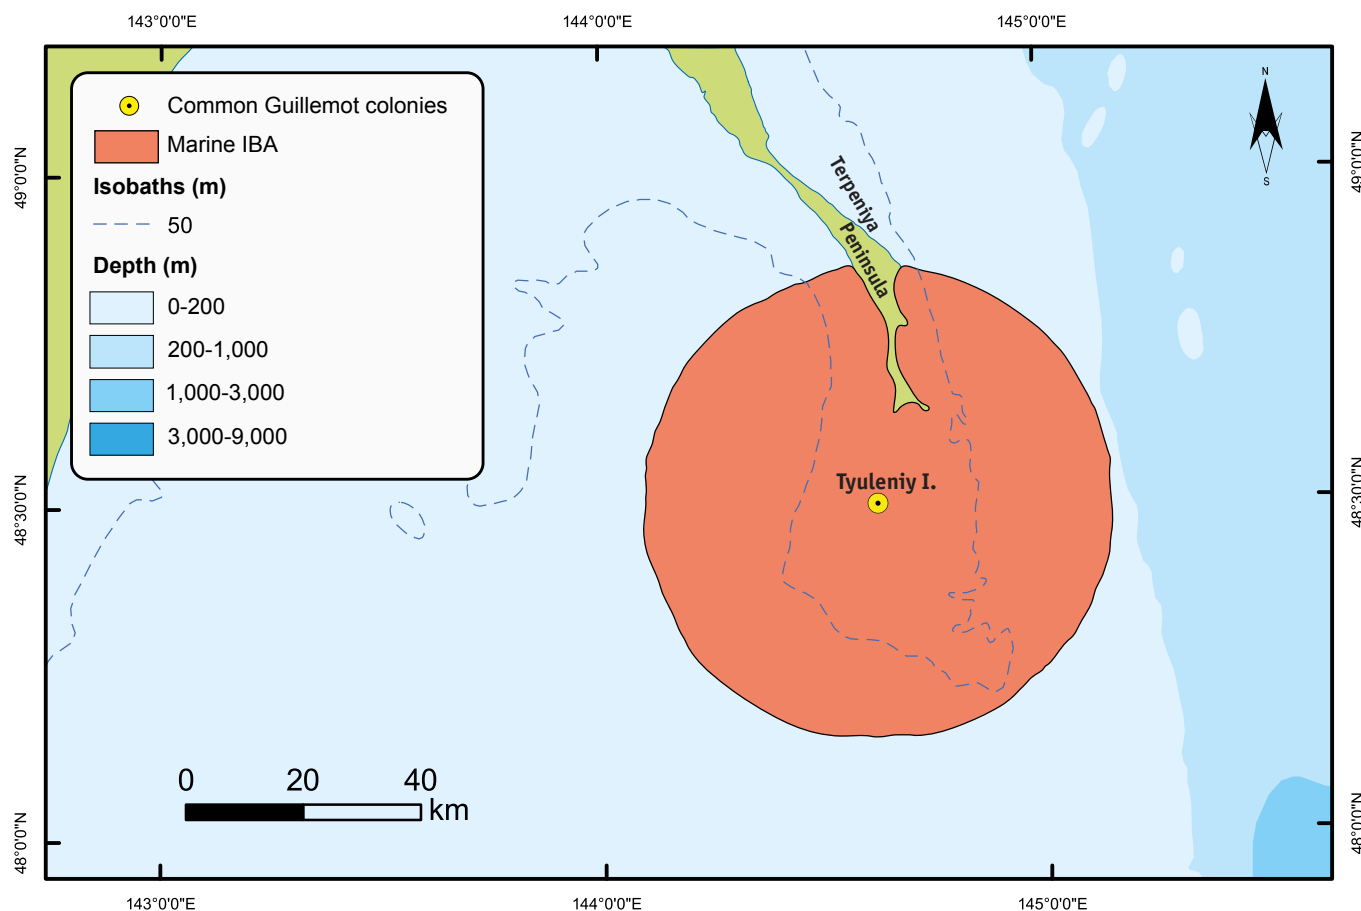 143°0'0"E
144°0'0"E
145°0'0"E
N
S
Common Guillemot colonies
Marine IBA
Isobaths (m)
50
Depth (m)
0-200
200-1,000
1,000-3,000
3,000-9,000
49°0'0"N
49°0'0"N
Terpeniya
Peninsula
Tyuleniy I.
48°30'0"N
48°30'0"N
0 20 40
km
48°0'0"N
48°0'0"N
143°0'0"E
144°0'0"E
145°0'0"E